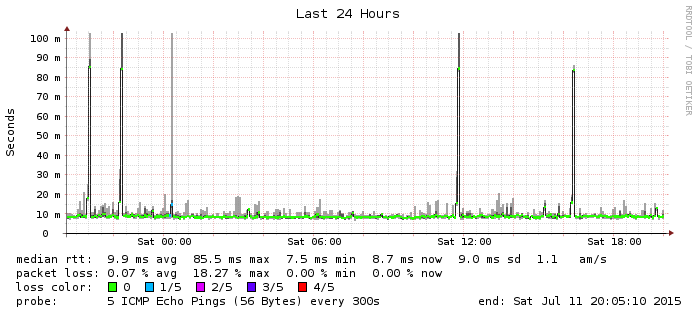 Last 24 Hours
RRDTOOL / TOBI OETIKER
Seconds
100 m
90 m
80 m
70 m
60 m
50 m
40 m
30 m
20 m
10 m
0
Sat 00:00 Sat 06:00 Sat 12:00 Sat 18:00
median rtt: 9.9 ms avg 85.5 ms max 7.5 ms min 8.7 ms now 9.0 ms sd 1.1 am/s
packet loss: 0.07 % avg 18.27 % max 0.00 % min 0.00 % now
loss color: 0 1/5 2/5 3/5 4/5
probe: 5 ICMP Echo Pings (56 Bytes) every 300s end: Sat Jul 11 20:05:10 2015